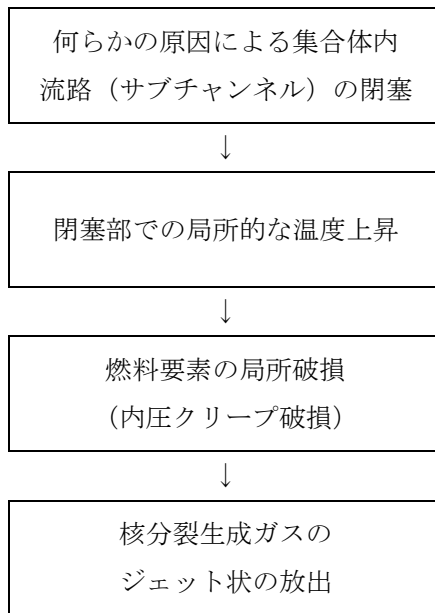 何らかの原因による集合体内
流路（サブチャンネル）の閉塞
↓
閉塞部での局所的な温度上昇
↓
燃料要素の局所破損
（内圧クリープ破損）
↓
核分裂生成ガスの
ジェット状の放出